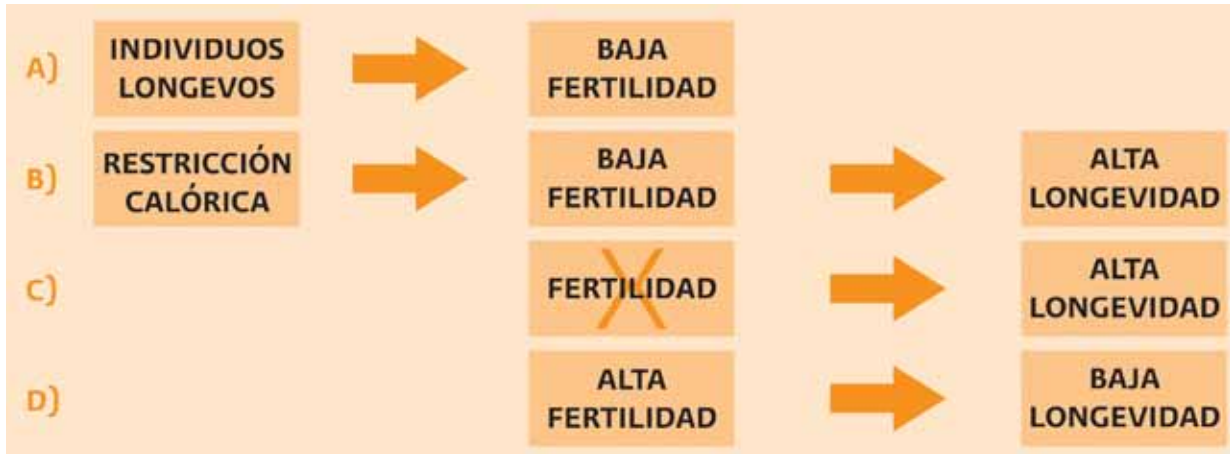 A)
INDIVIDUOS
LONGEVOS
BAJA
FERTILIDAD
B)
RESTRICCIÓN
CALÓRICA
BAJA
FERTILIDAD
ALTA
LONGEVIDAD
C)
FERTILIDAD
ALTA
LONGEVIDAD
D)
ALTA
FERTILIDAD
BAJA
LONGEVIDAD